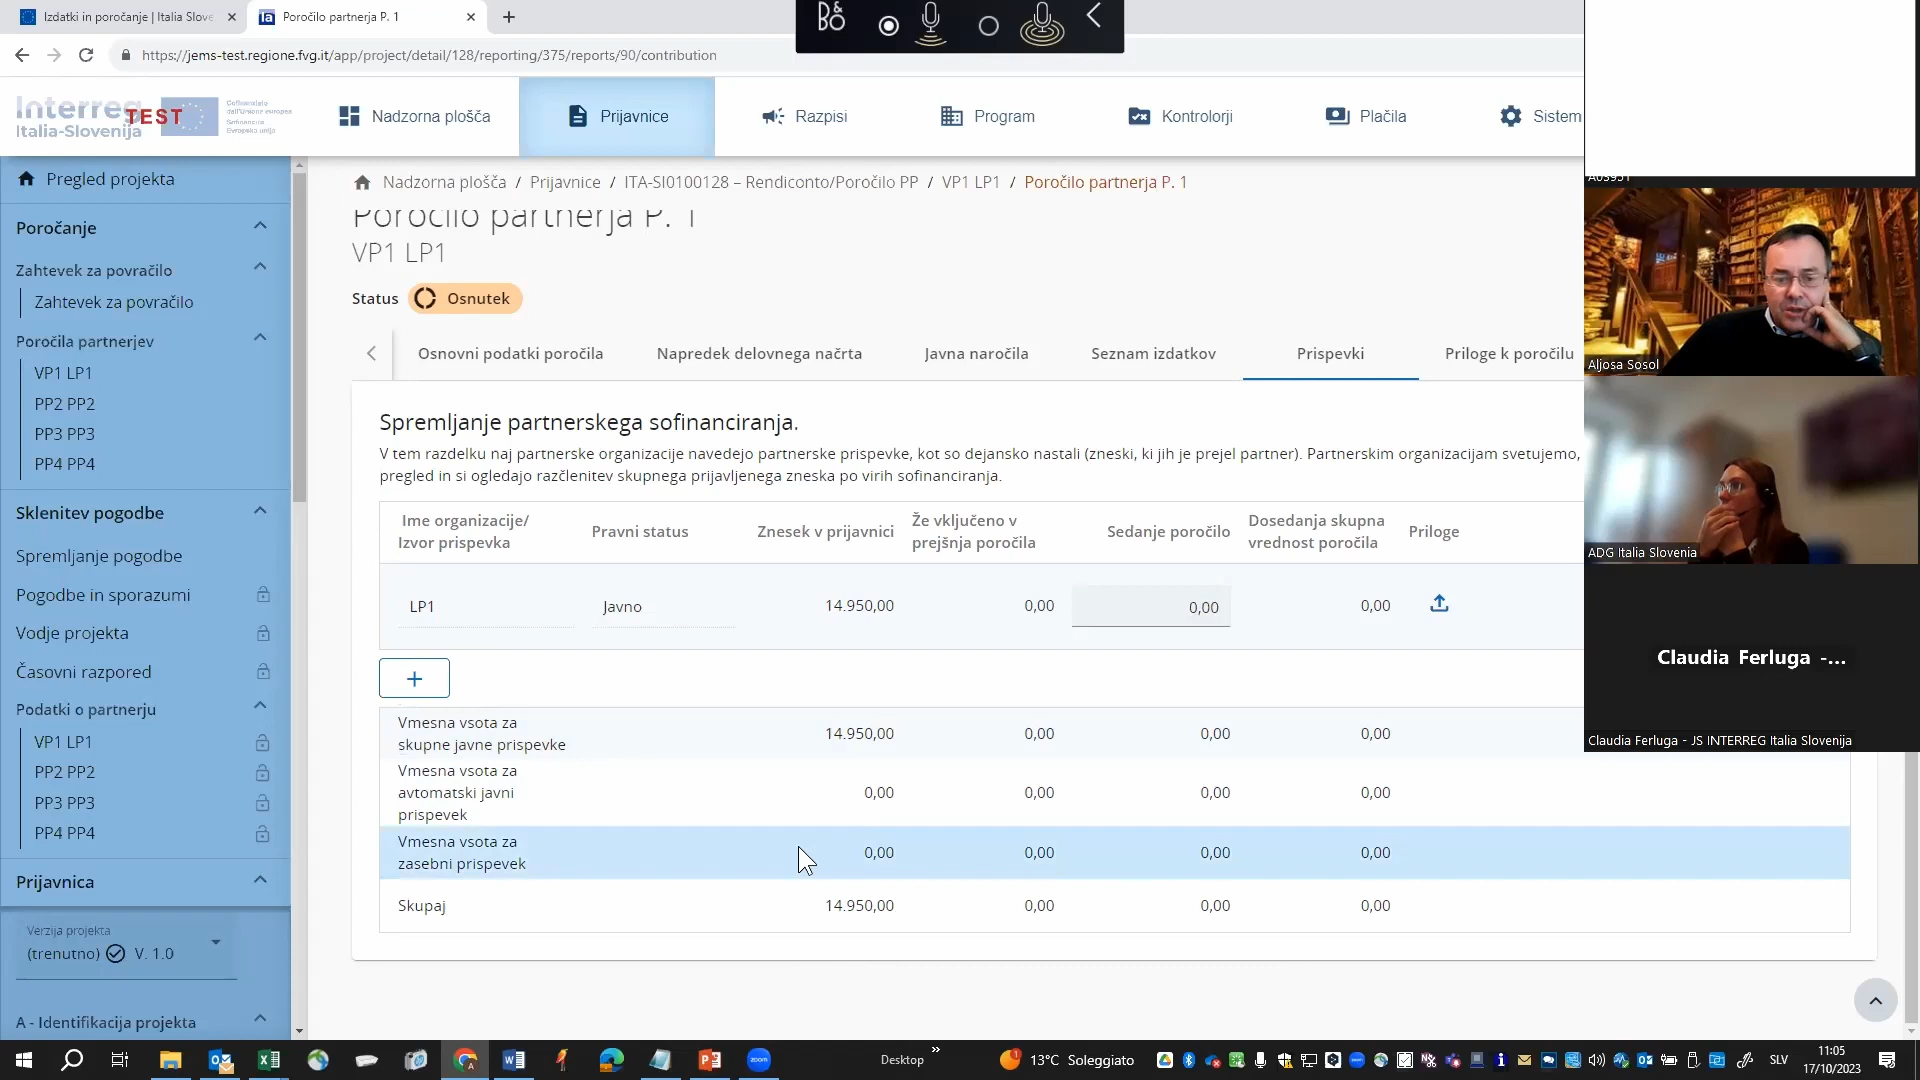 Izdatki in poročanje | Italia Slove
Poročilo partnerja P. 1
https://jems-test.regione.fvg.it/app/project/detail/128/reporting/375/reports/90/contribution
Interreg
TEST
Italia-Slovenija
Nadzorna plošča
Prijavnice
Razpisi
Program
Kontrolorji
Plačila
Sistem
Pregled projekta
Poročanje
Zahtevek za povračilo
Zahtevek za povračilo
Poročila partnerjev
VP1 LP1
PP2 PP2
PP3 PP3
PP4 PP4
Sklenitev pogodbe
Spremljanje pogodbe
Pogodbe in sporazumi
Vodje projekta
Časovni razpored
Podatki o partnerju
VP1 LP1
PP2 PP2
PP3 PP3
PP4 PP4
Prijavnica
Verzija projekta
(trenutno) V. 1.0
A - Identifikacija projekta
Nadzorna plošča / Prijavnice / ITA-SI0100128 – Rendiconto/Poročilo PP / VP1 LP1 / Poročilo partnerja P. 1
Poročilo partnerja P. 1
VP1 LP1
Status Osnutek
Osnovni podatki poročila Napredek delovnega načrta Javna naročila Seznam izdatkov Prispevki Priloge k poročilu
Spremljanje partnerskega sofinanciranja.
V tem razdelku naj partnerske organizacije navedejo partnerske prispevke, kot so dejansko nastali (zneski, ki jih je prejel partner). Partnerskim organizacijam svetujemo,
pregled in si ogledajo razčlenitev skupnega prijavljenega zneska po virih sofinanciranja.
Ime organizacije/ Izvor prispevka Pravni status Znesek v prijavnici Že vključeno v prejšnja poročila Sedanje poročilo Dosedanja skupna vrednost poročila Priloge
LP1 Javno 14.950,00 0,00 0,00 0,00
+
Vmesna vsota za skupne javne prispevke 14.950,00 0,00 0,00 0,00
Vmesna vsota za avtomatski javni prispevek 0,00 0,00 0,00 0,00
Vmesna vsota za zasebni prispevek 0,00 0,00 0,00 0,00
Skupaj 14.950,00 0,00 0,00 0,00
Aljosa Sosol
ADG Italia Slovenia
Claudia Ferluga -...
Claudia Ferluga - JS INTERREG Italia Slovenija
Desktop
13°C Soleggiato
SLV
11:05
17/10/2023